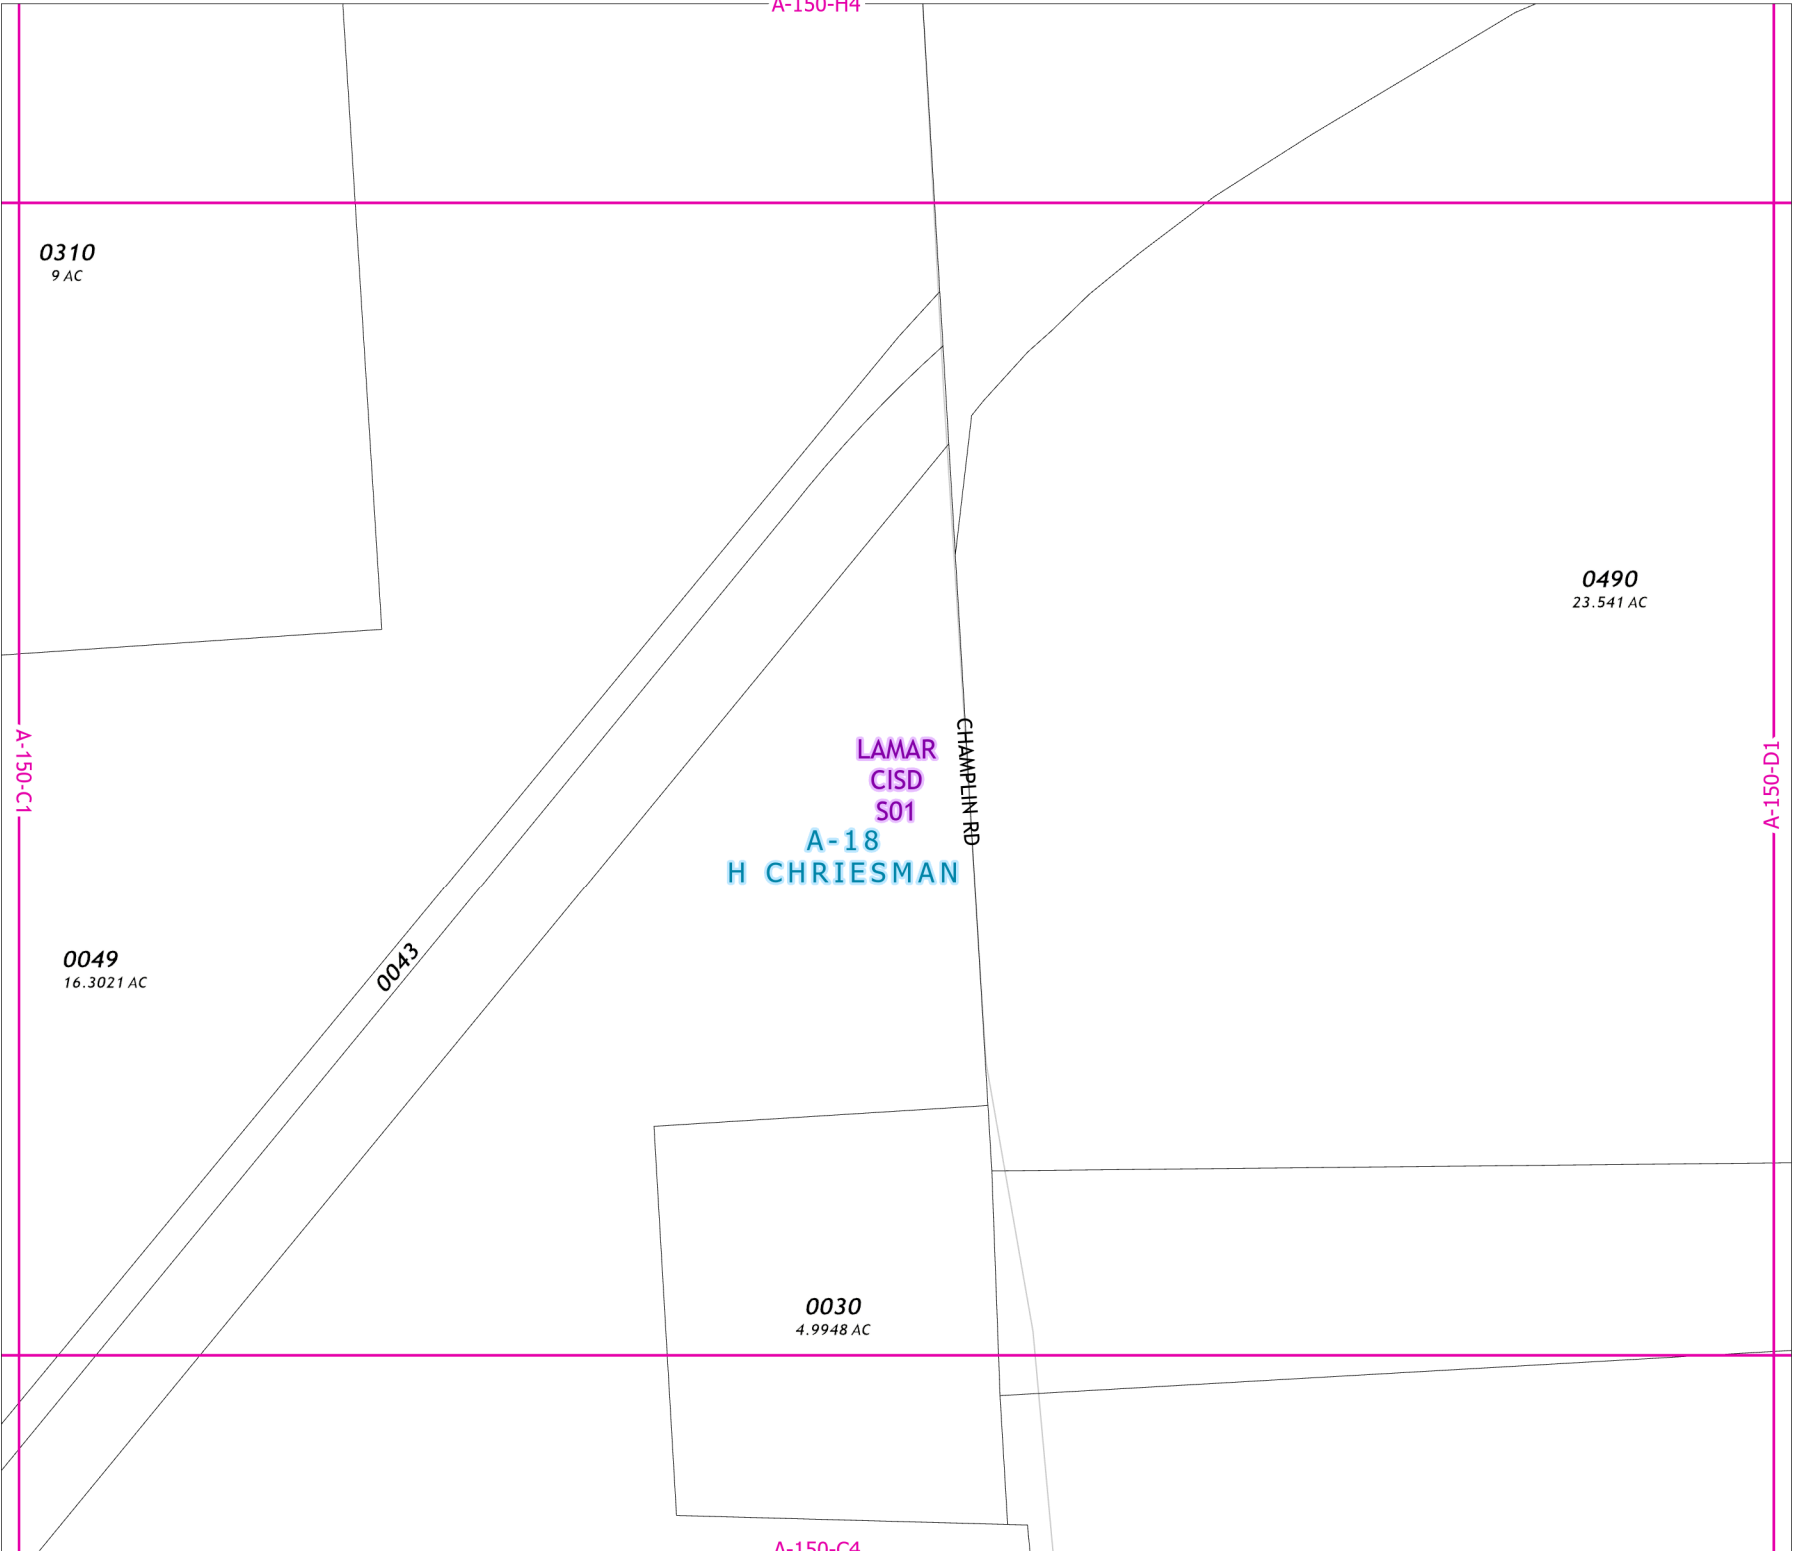 A-150-H4
0310
9 AC
0490
23.541 AC
A-150-C1
LAMAR
CISD
S01
CHAMPLIN RD
A-150-D1
A-18
H CHRIESMAN
0049
16.3021 AC
0043
0030
4.9948 AC
A-150-C4